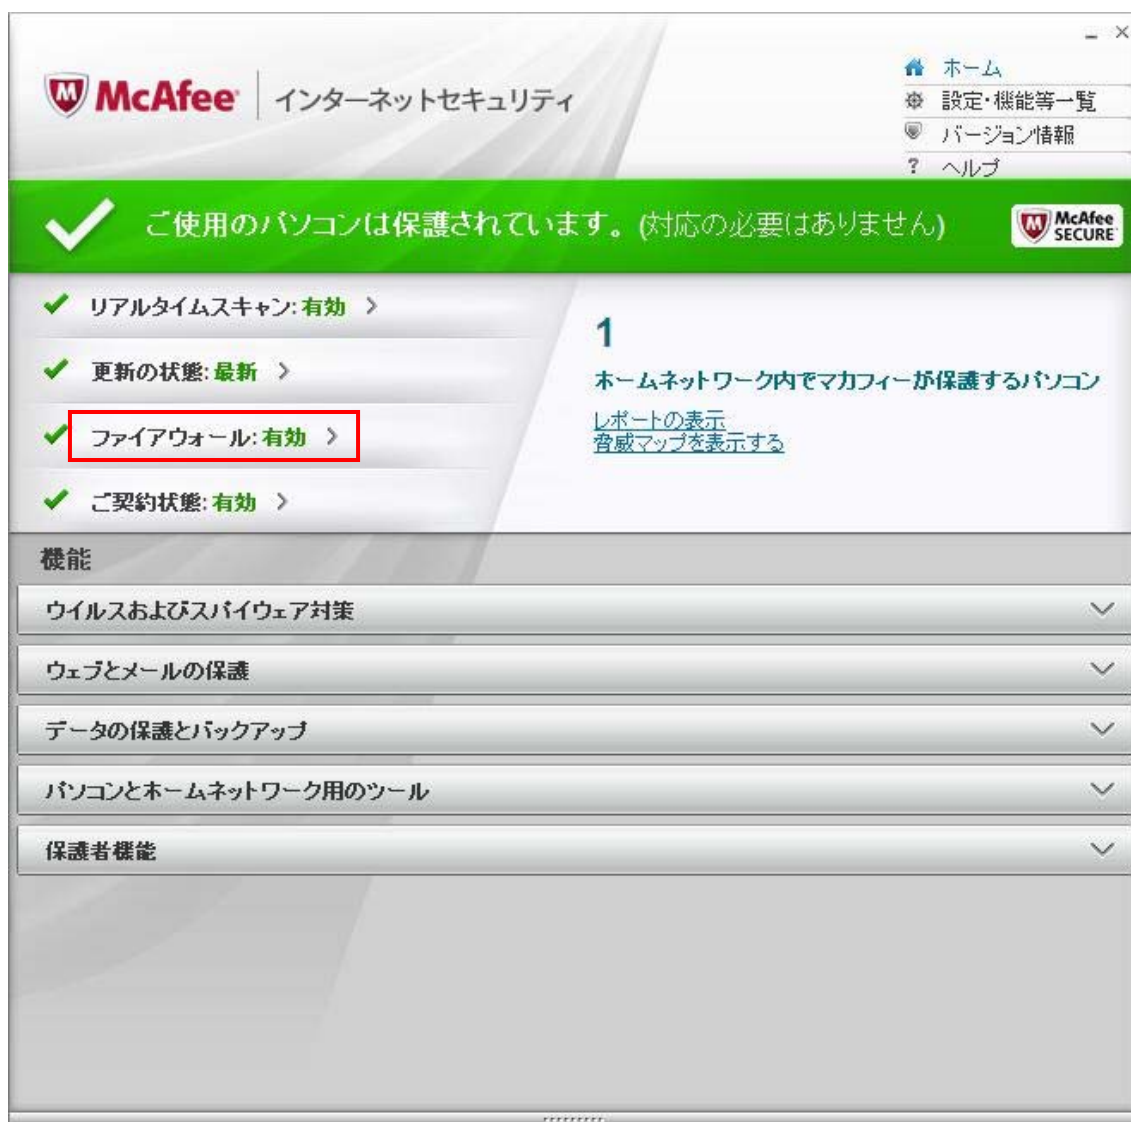 McAfee インターネットセキュリティ
ホーム
設定・機能等一覧
バージョン情報
? ヘルプ
ご使用のパソコンは保護されています。(対応の必要はありません)
McAfee
SECURE
リアルタイムスキャン:有効 >
更新の状態:最新 >
ファイアウォール:有効 >
ご契約状態:有効 >
1
ホームネットワーク内でマカフィーが保護するパソコン
レポートの表示
脅威マップを表示する
機能
ウイルスおよびスパイウェア対策
ウェブとメールの保護
データの保護とバックアップ
パソコンとホームネットワーク用のツール
保護者機能